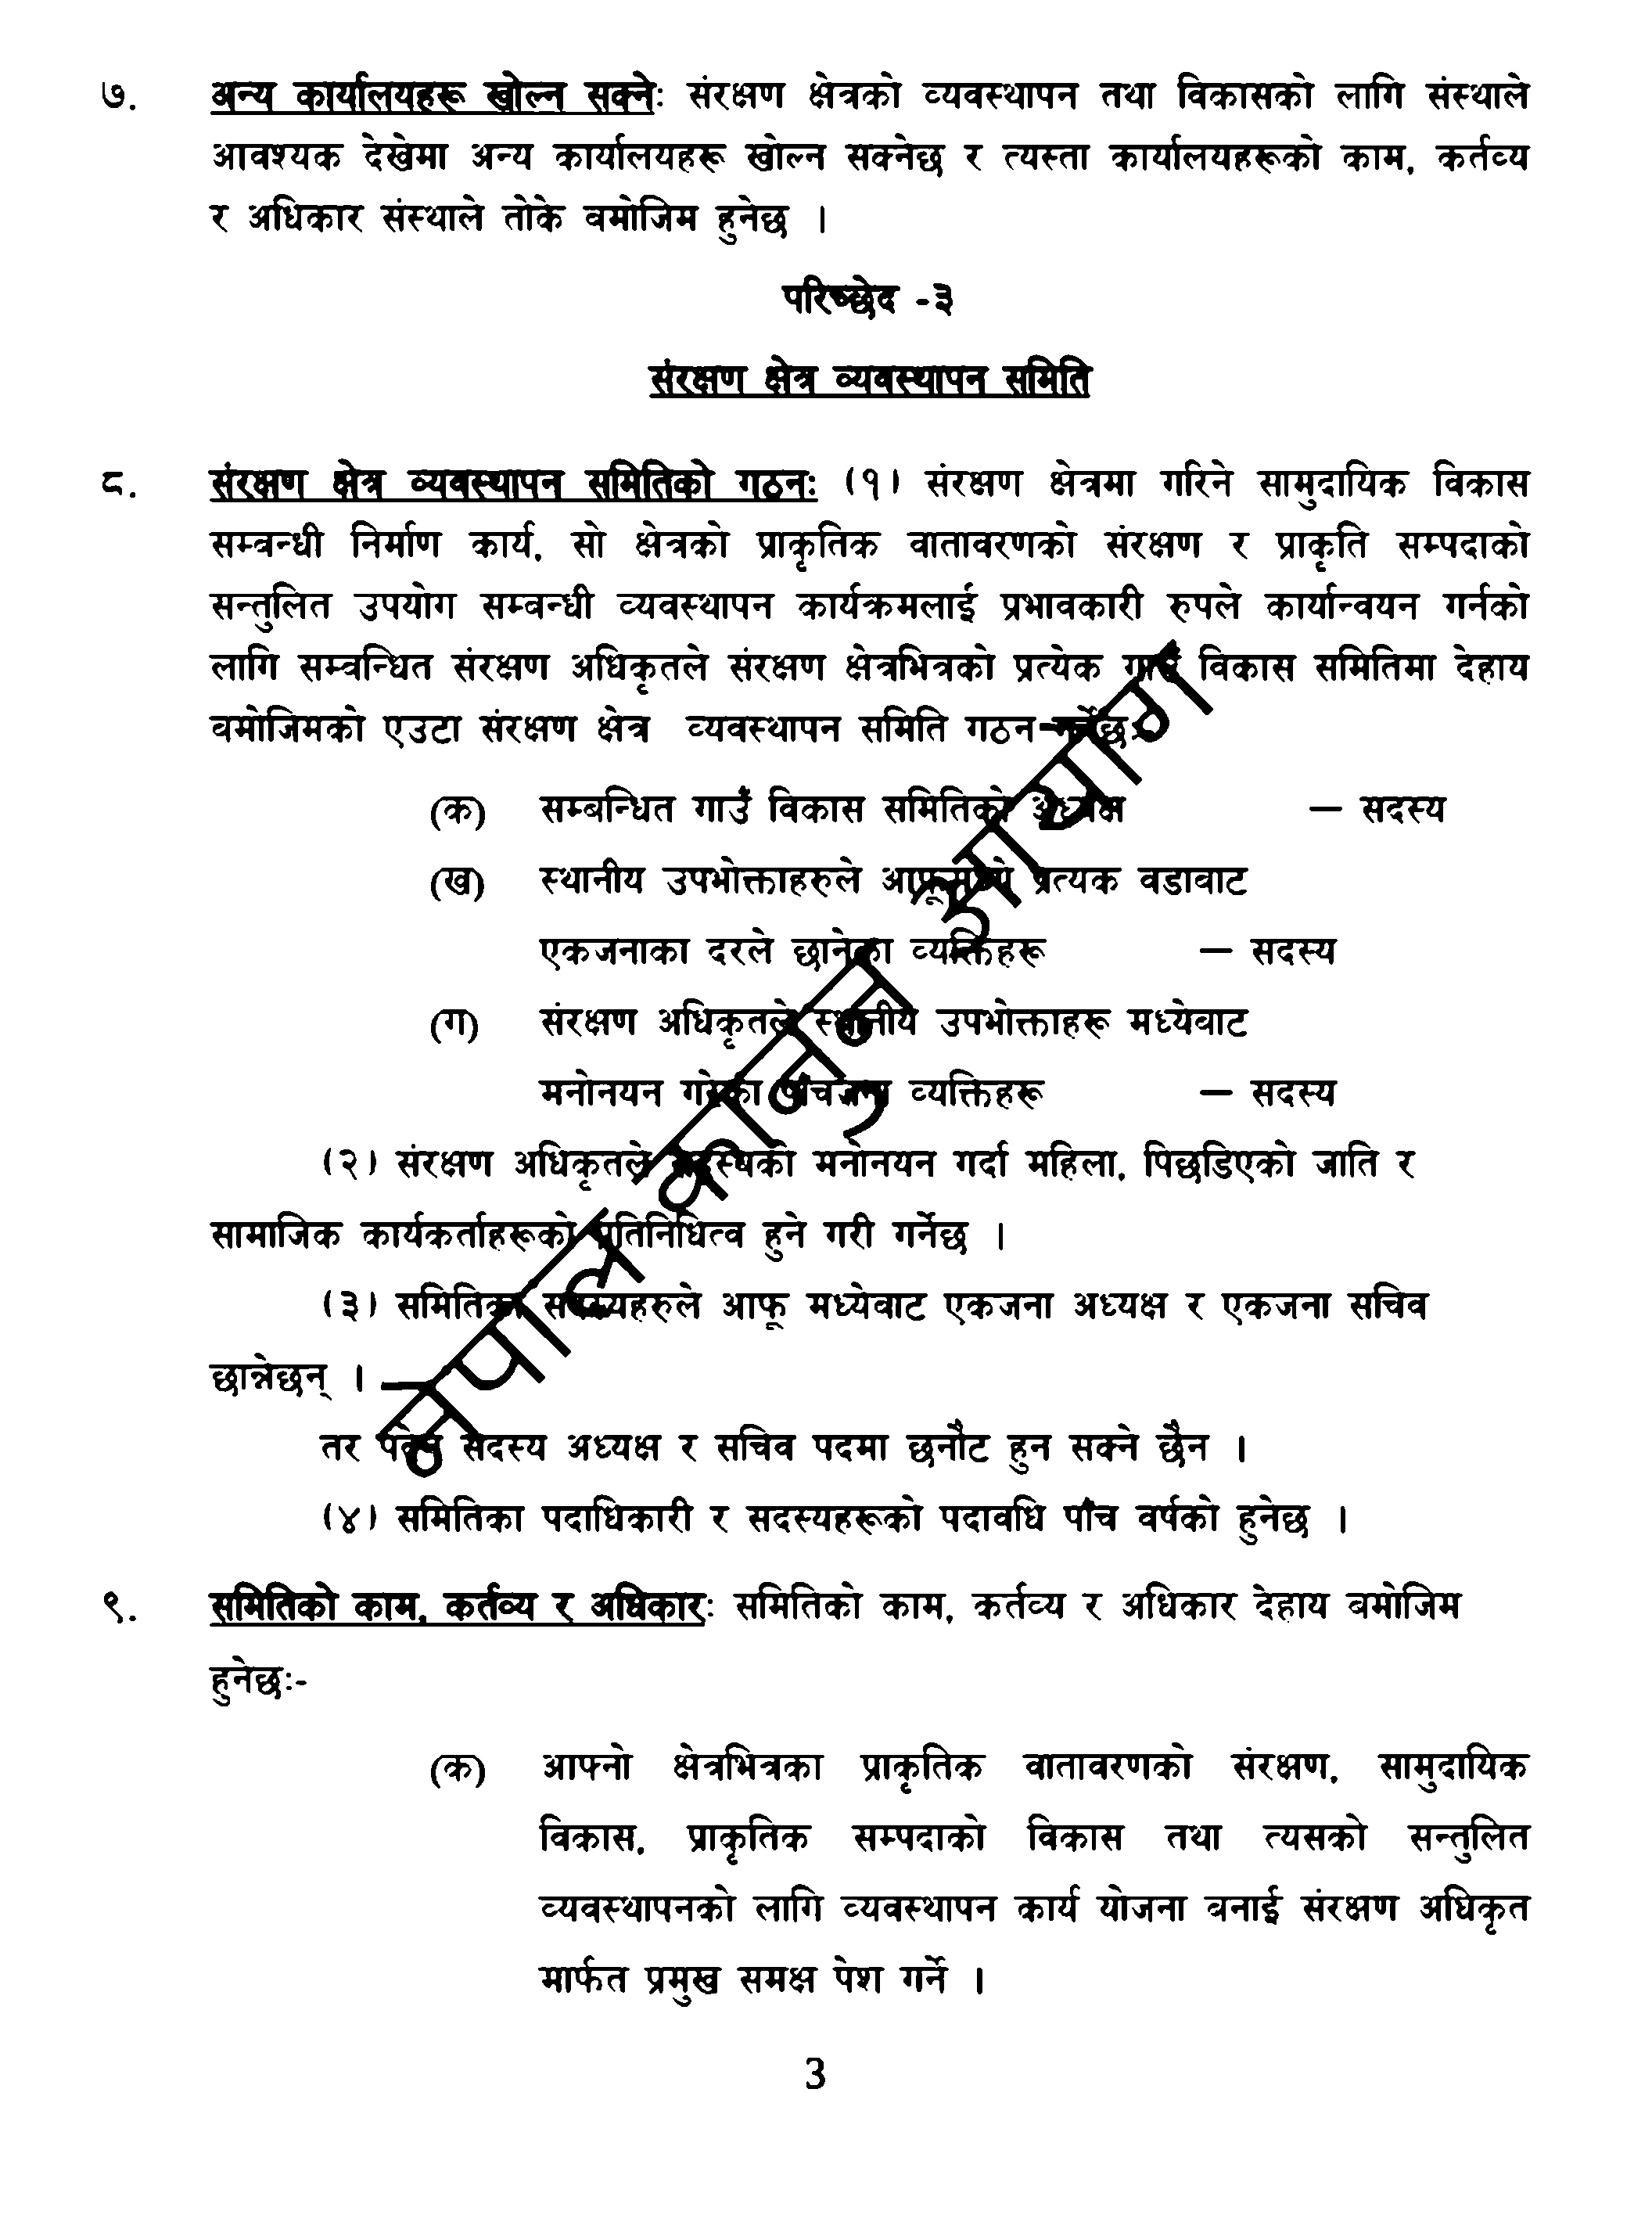 ७. अन्य कार्यालयहरू खोल्न सक्नेः संरक्षण क्षेत्रको व्यवस्थापन तथा विकासको लागि संस्थाले
आवश्यक देखेमा अन्य कार्यालयहरू खोल्न सक्नेछ र त्यस्ता कार्यालयहरूको काम, कर्तव्य
र अधिकार संस्थाले तोके बमोजिम हुनेछ ।
परिच्छेद -३
संरक्षण क्षेत्र व्यवस्थापन समिति
८. संरक्षण क्षेत्र व्यवस्थापन समितिको गठनः (१) संरक्षण क्षेत्रमा गरिने सामुदायिक विकास
सम्बन्धी निर्माण कार्य, सो क्षेत्रको प्राकृतिक वातावरणको संरक्षण र प्राकृति सम्पदाको
सन्तुलित उपयोग सम्बन्धी व्यवस्थापन कार्यक्रमलाई प्रभावकारी रुपले कार्यान्वयन गर्नको
लागि सम्बन्धित संरक्षण अधिकृतले संरक्षण क्षेत्रभित्रको प्रत्येक गाउँ विकास समितिमा देहाय
बमोजिमको एउटा संरक्षण क्षेत्र व्यवस्थापन समिति गठन गर्नेछः-
(क) सम्बन्धित गाउँ विकास समितिको अध्यक्ष — सदस्य
(ख) स्थानीय उपभोक्ताहरुले आफूमध्ये प्रत्यक वडाबाट
एकजनाका दरले छानेका व्यक्तिहरू — सदस्य
(ग) संरक्षण अधिकृतले स्थानीय उपभोक्ताहरू मध्येबाट
मनोनयन गरेका पाँचजना व्यक्तिहरू — सदस्य
(२) संरक्षण अधिकृतले सदस्यको मनोनयन गर्दा महिला, पिछडिएको जाति र
सामाजिक कार्यकर्ताहरूको प्रतिनिधित्व हुने गरी गर्नेछ ।
(३) समितिका सदस्यहरुले आफू मध्येबाट एकजना अध्यक्ष र एकजना सचिव
छान्नेछन् ।
तर पदेन सदस्य अध्यक्ष र सचिव पदमा छनौट हुन सक्ने छैन ।
(४) समितिका पदाधिकारी र सदस्यहरूको पदावधि पाँच वर्षको हुनेछ ।
९. समितिको काम, कर्तव्य र अधिकारः समितिको काम, कर्तव्य र अधिकार देहाय बमोजिम
हुनेछः-
(क) आफ्नो क्षेत्रभित्रका प्राकृतिक वातावरणको संरक्षण, सामुदायिक
विकास, प्राकृतिक सम्पदाको विकास तथा त्यसको सन्तुलित
व्यवस्थापनको लागि व्यवस्थापन कार्य योजना बनाई संरक्षण अधिकृत
मार्फत प्रमुख समक्ष पेश गर्ने ।
3
नेपाल कानून आयोग